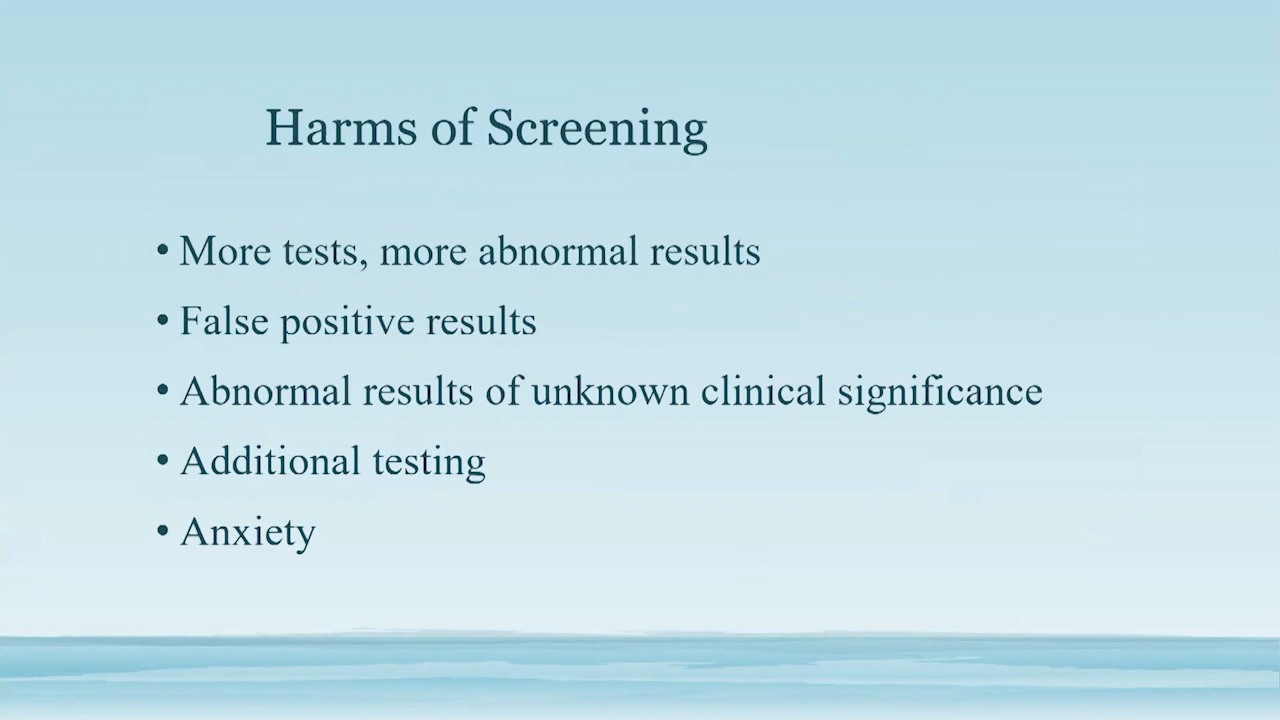 Harms of Screening
• More tests, more abnormal results
• False positive results
• Abnormal results of unknown clinical significance
• Additional testing
• Anxiety